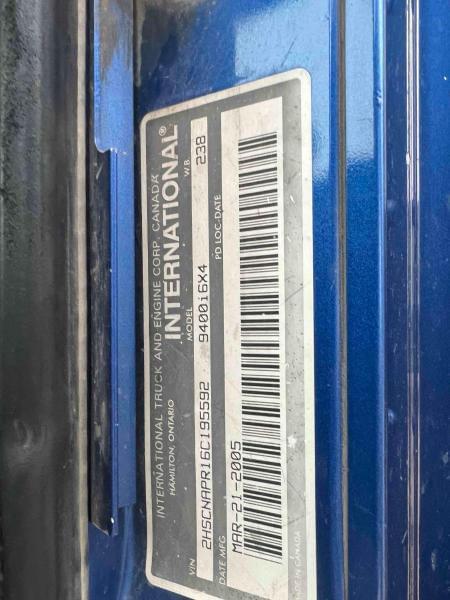 INTERNATIONAL TRUCK AND ENGINE CORP. CANADA
HAMILTON, ONTARIO
INTERNATIONAL®
VIN MODEL W.B.
2HSCNAPR16C195592 9400i6X4 238
DATE MFG PD LOC-DATE
MAR-21-2005
MADE IN CANADA